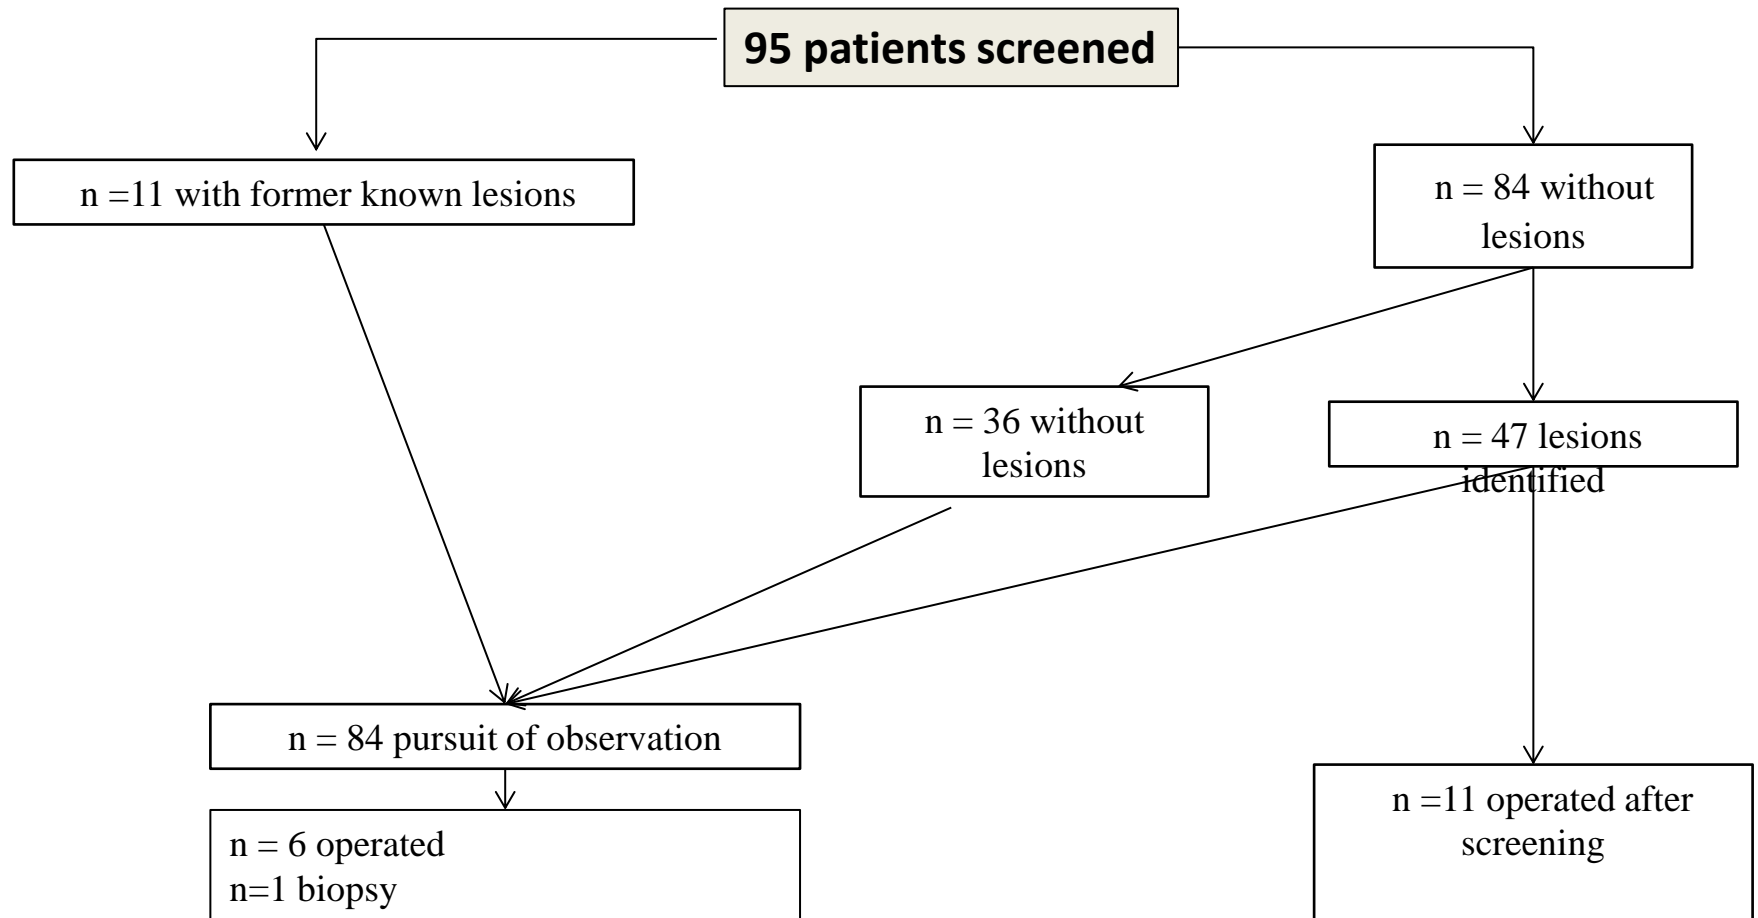 95 patients screened
n =11 with former known lesions
n = 84 without
lesions
n = 36 without
lesions
n = 47 lesions
identified
n = 84 pursuit of observation
n = 6 operated
n=1 biopsy
n =11 operated after
screening